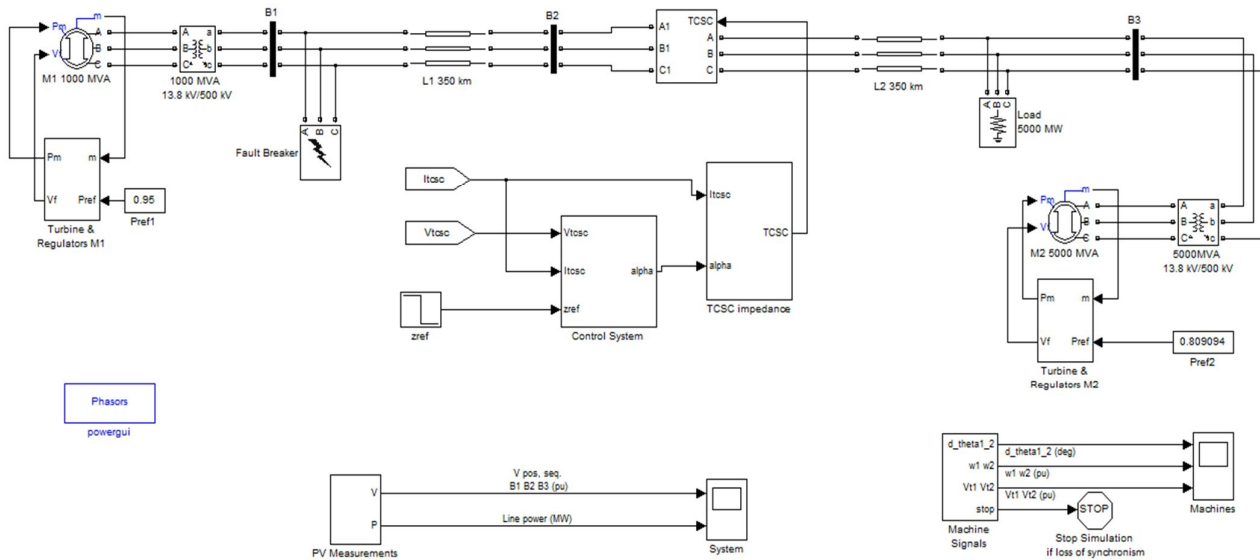 B1
B2
B3
Pm
m
A
B
C
Vf
M1 1000 MVA
A
B
C
a
b
c
1000 MVA
13.8 kV/500 kV
L1 350 km
A1
B1
C1
TCSC
A
B
C
L2 350 km
A B C
Fault Breaker
A B C
Load
5000 MW
Pm
m
Vf
Pref
0.95
Pref1
Turbine &
Regulators M1
Itcsc
Vtcsc
zref
Vtcsc
Itcsc
zref
alpha
Control System
Itcsc
alpha
TCSC
TCSC impedance
Pm
m
A
B
C
M2 5000 MVA
A
B
C
a
b
c
5000MVA
13.8 kV/500 kV
Pm
m
Vf
Pref
0.809094
Pref2
Turbine &
Regulators M2
Phasors
powergui
V
P
PV Measurements
V pos, seq.
B1 B2 B3 (pu)
Line power (MW)
System
d_theta1_2
w1 w2
Vt1 Vt2
stop
Machine
Signals
d_theta1_2 (deg)
w1 w2 (pu)
Vt1 Vt2 (pu)
STOP
Stop Simulation
if loss of synchronism
Machines